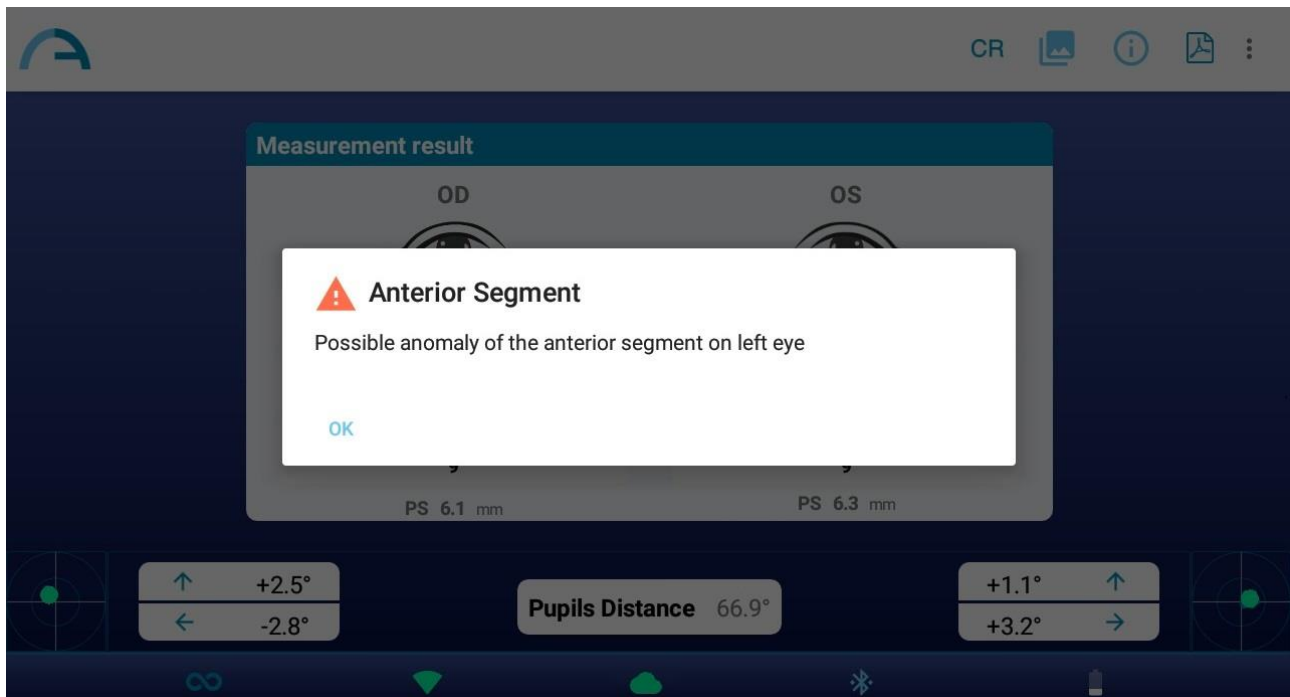 CR
Measurement result
OD OS
Anterior Segment
Possible anomaly of the anterior segment on left eye
OK
PS 6.1 mm PS 6.3 mm
+2.5° +1.1°
Pupils Distance 66.9°
-2.8° +3.2°